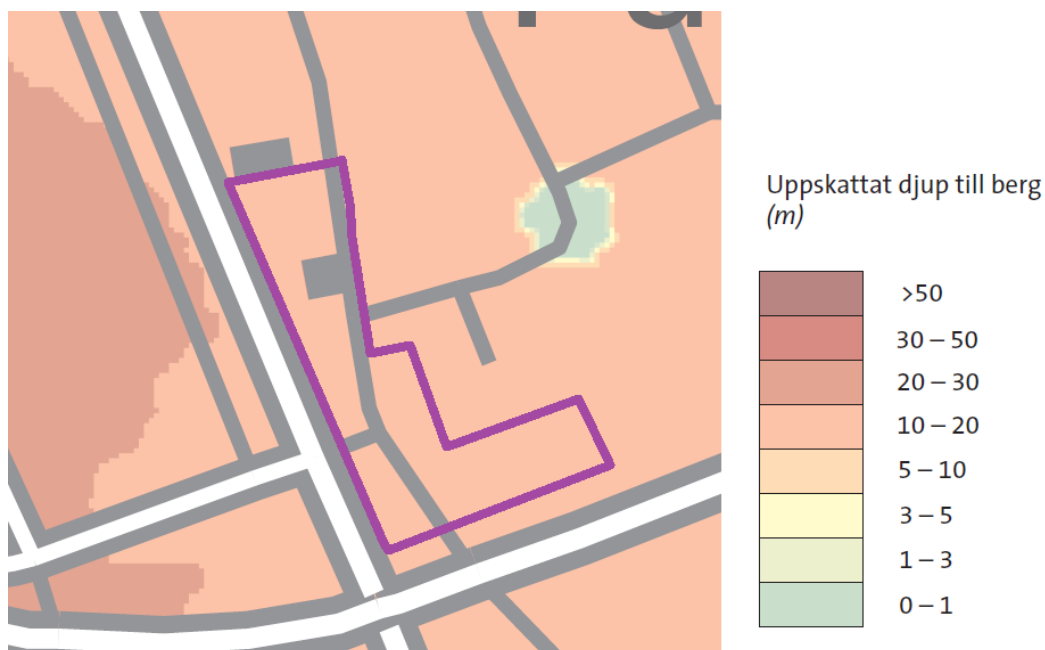 Uppskattat djup till berg
(m)
>50
30 – 50
20 – 30
10 – 20
5 – 10
3 – 5
1 – 3
0 – 1